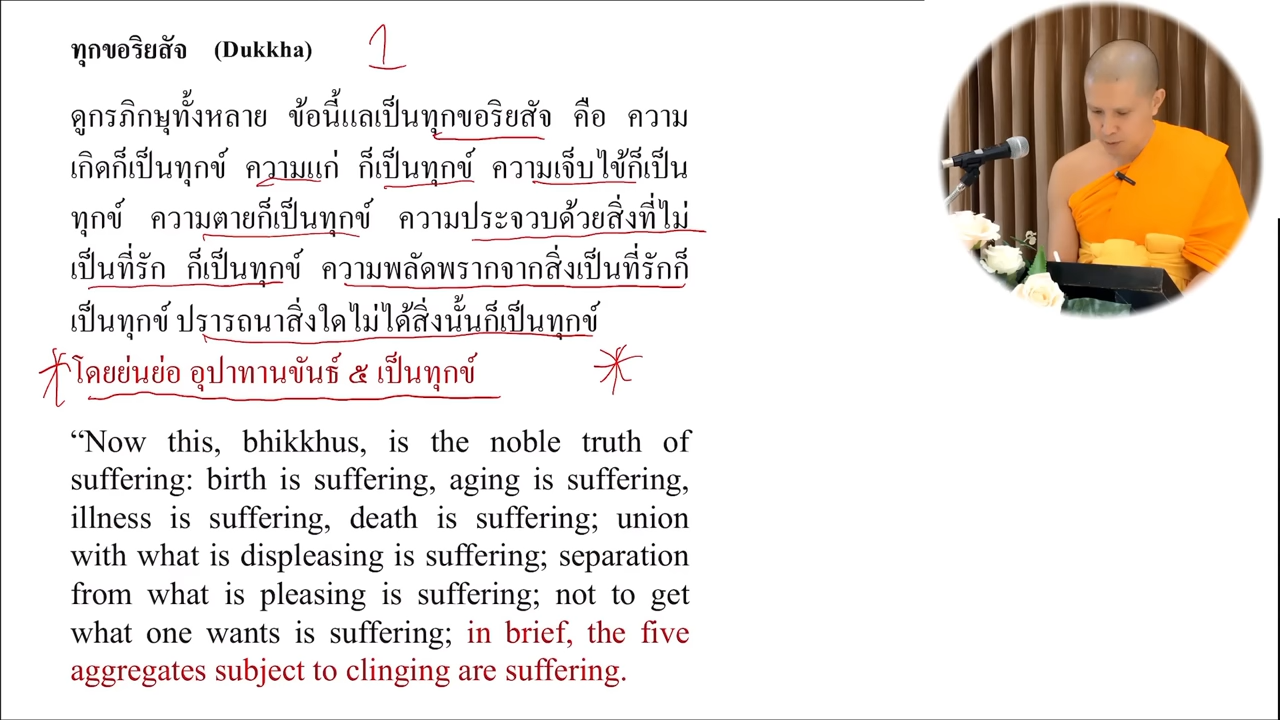 ทุกขอริยสัจ (Dukkha) 1
ดูกรภิกษุทั้งหลาย ข้อนี้แลเป็นทุกขอริยสัจ คือ ความ
เกิดก็เป็นทุกข์ ความแก่ ก็เป็นทุกข์ ความเจ็บไข้ก็เป็น
ทุกข์ ความตายก็เป็นทุกข์ ความประจวบด้วยสิ่งที่ไม่
เป็นที่รัก ก็เป็นทุกข์ ความพลัดพรากจากสิ่งเป็นที่รักก็
เป็นทุกข์ ปรารถนาสิ่งใดไม่ได้สิ่งนั้นก็เป็นทุกข์
โดยย่นย่อ อุปาทานขันธ์ ๕ เป็นทุกข์
“Now this, bhikkhus, is the noble truth of
suffering: birth is suffering, aging is suffering,
illness is suffering, death is suffering; union
with what is displeasing is suffering; separation
from what is pleasing is suffering; not to get
what one wants is suffering; in brief, the five
aggregates subject to clinging are suffering.